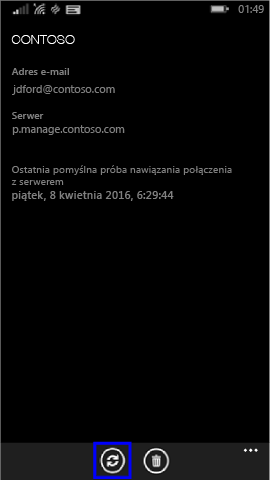 01:49
CONTOSO
Adres e-mail
jdford@contoso.com
Serwer
p.manage.contoso.com
Ostatnia pomyślna próba nawiązania połączenia
z serwerem
piątek, 8 kwietnia 2016, 6:29:44